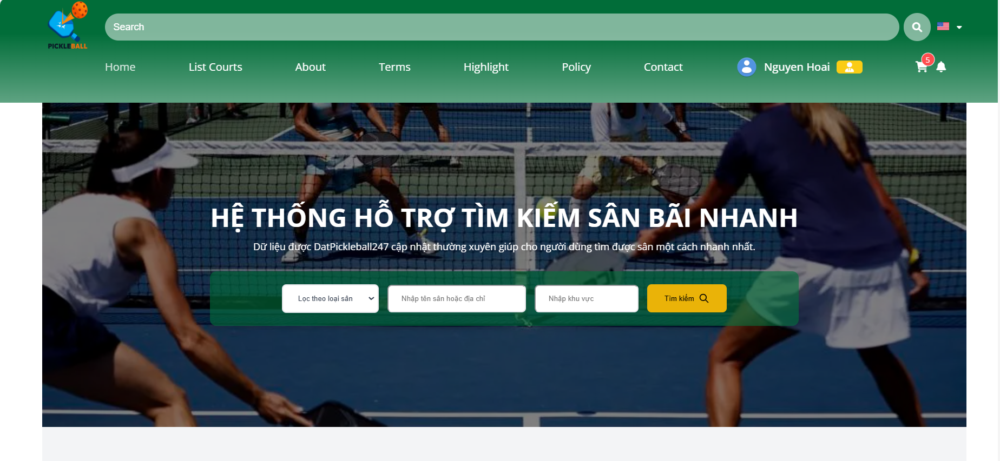 PICKLEBALL
Search
Home
List Courts
About
Terms
Highlight
Policy
Contact
Nguyen Hoai
5
HỆ THỐNG HỖ TRỢ TÌM KIẾM SÂN BÃI NHANH
Dữ liệu được DatPickleball247 cập nhật thường xuyên giúp cho người dùng tìm được sân một cách nhanh nhất.
Lọc theo loại sân
Nhập tên sân hoặc địa chỉ
Nhập khu vực
Tìm kiếm